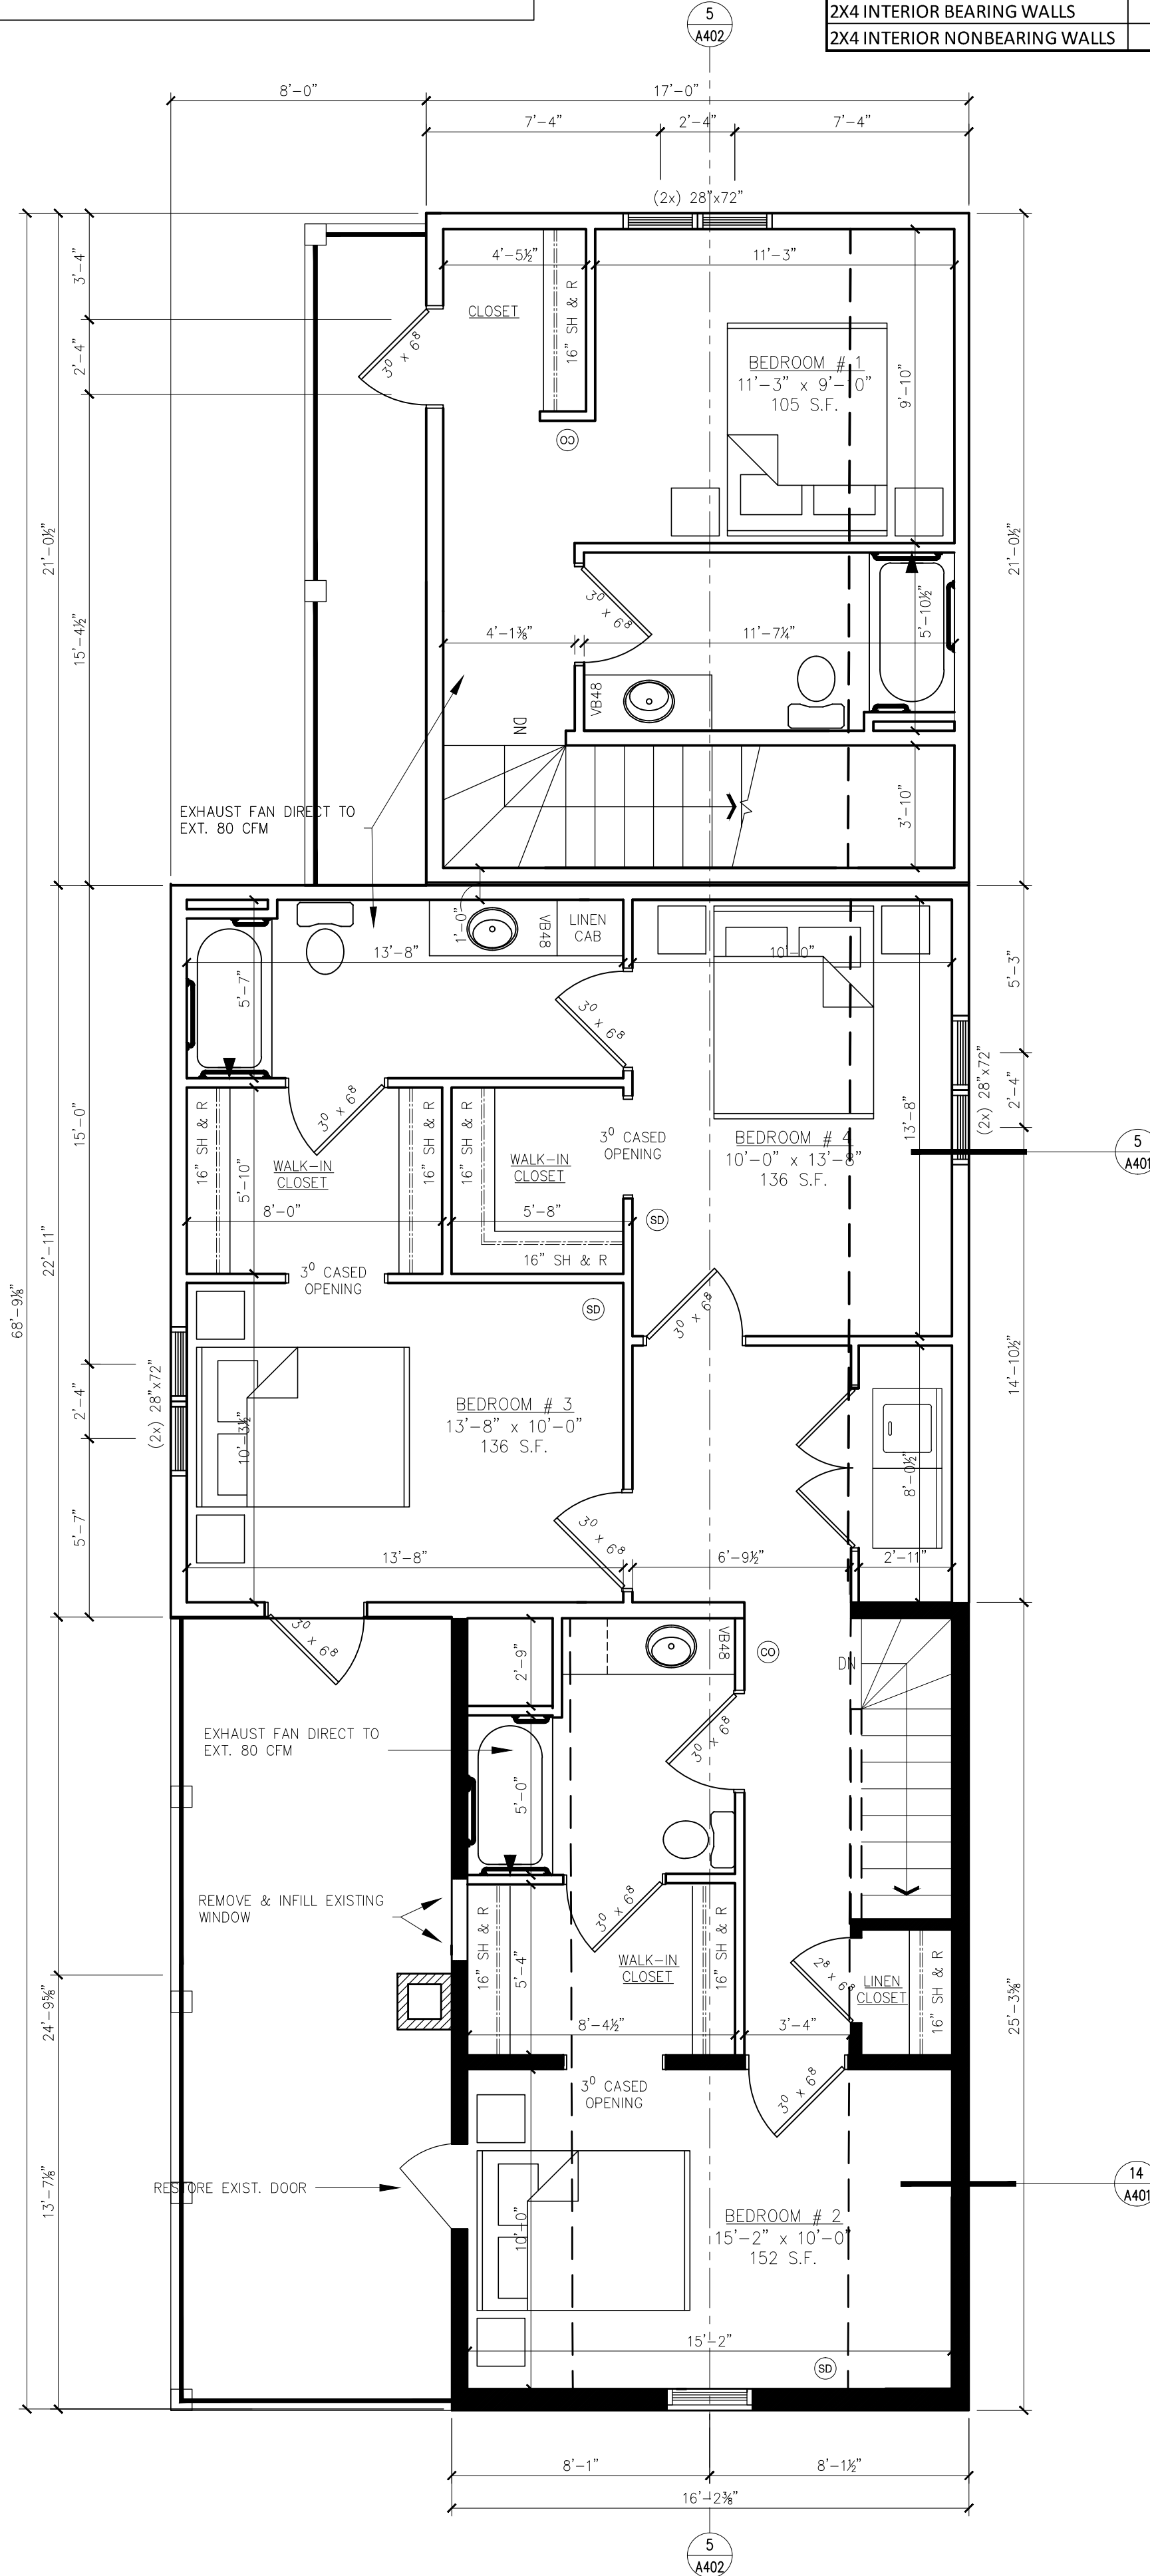 5
A402
2X4 INTERIOR BEARING WALLS
2X4 INTERIOR NONBEARING WALLS
8'-0"
17'-0"
7'-4"
2'-4"
7'-4"
(2x) 28"x72"
3'-4"
4'-5½"
11'-3"
CLOSET
16" SH & R
2'-4"
3⁰ x 6⁸
BEDROOM # 1
11'-3" x 9'-10"
105 S.F.
9'-10"
CO
21'-0½"
21'-0½"
15'-4½"
3⁰ x 6⁸
5'-10½"
4'-1⅜"
11'-7¼"
VB48
DN
EXHAUST FAN DIRECT TO
EXT. 80 CFM
3'-10"
1'-0"
VB48
LINEN
CAB
13'-8"
10'-0"
5'-7"
5'-3"
3⁰ x 6⁸
(2x) 28"x72"
2'-4"
15'-0"
3⁰ x 6⁸
16" SH & R
16" SH & R
16" SH & R
13'-8"
3⁰ CASED
OPENING
BEDROOM # 4
10'-0" x 13'-8"
136 S.F.
5
A401
WALK-IN
CLOSET
WALK-IN
CLOSET
5'-10"
8'-0"
5'-8"
SD
22'-11"
16" SH & R
3⁰ CASED
OPENING
68'-9⅛"
SD
3⁰ x 6⁸
14'-10½"
2'-4"
(2x) 28"x72"
BEDROOM # 3
13'-8" x 10'-0"
136 S.F.
10'-3½"
8'-0½"
5'-7"
3⁰ x 6⁸
13'-8"
6'-9½"
2'-11"
3⁰ x 6⁸
VB48
2'-9"
CO
DN
EXHAUST FAN DIRECT TO
EXT. 80 CFM
3⁰ x 6⁸
5'-0"
REMOVE & INFILL EXISTING
WINDOW
3⁰ x 6⁸
16" SH & R
16" SH & R
5'-4"
WALK-IN
CLOSET
2⁸ x 6⁸
LINEN
CLOSET
16" SH & R
24'-9⅝"
25'-3⅝"
8'-4½"
3'-4"
3⁰ CASED
OPENING
3⁰ x 6⁸
RESTORE EXIST. DOOR
13'-7⅛"
14
A401
BEDROOM # 2
15'-2" x 10'-0"
152 S.F.
10'-0"
15'-2"
SD
8'-1"
8'-1½"
16'-2⅜"
5
A402